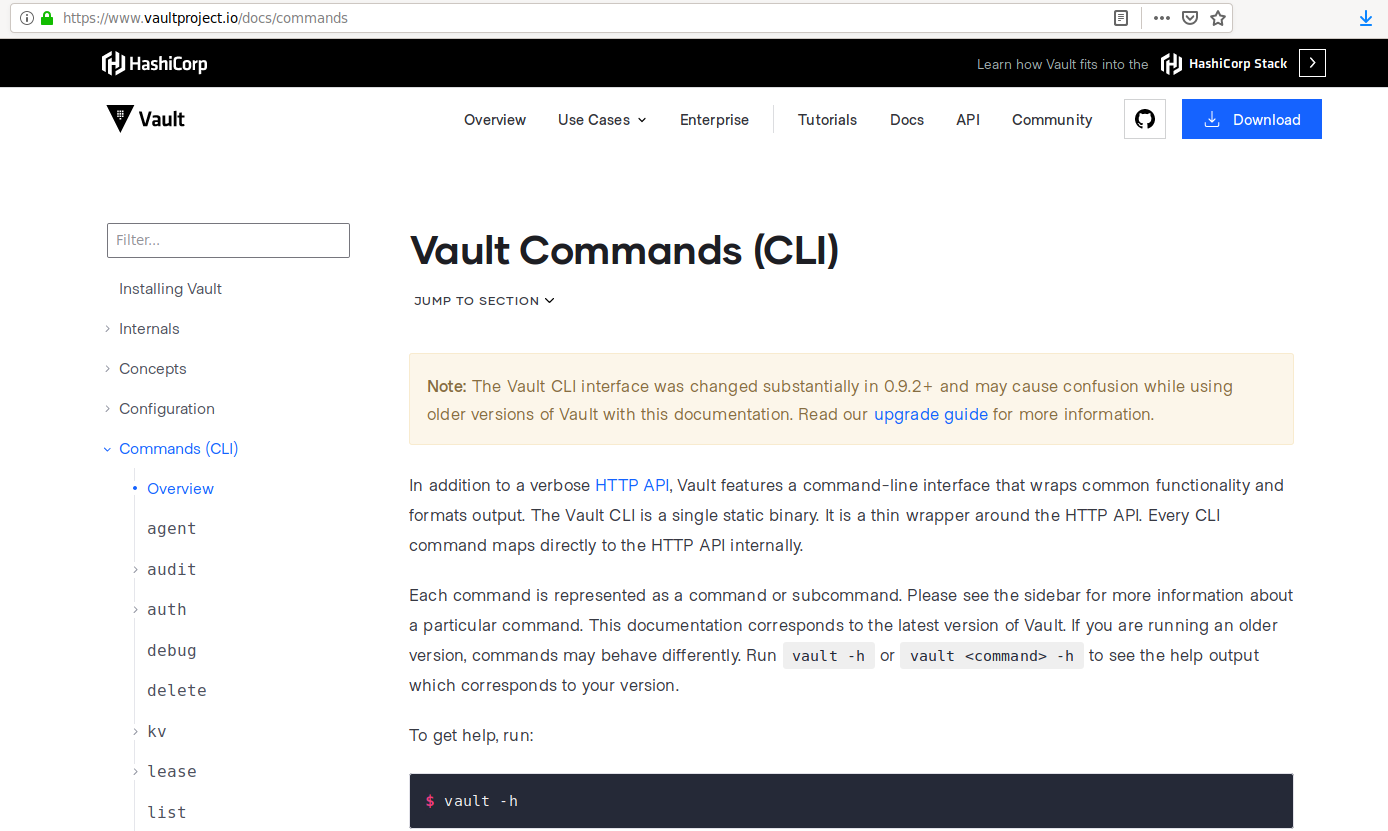 https://www.vaultproject.io/docs/commands
HashiCorp
Learn how Vault fits into the HashiCorp Stack
Vault
Overview Use Cases Enterprise Tutorials Docs API Community Download
Filter...
Installing Vault
Internals
Concepts
Configuration
Commands (CLI)
Overview
agent
audit
auth
debug
delete
kv
lease
list
Vault Commands (CLI)
JUMP TO SECTION
Note: The Vault CLI interface was changed substantially in 0.9.2+ and may cause confusion while using
older versions of Vault with this documentation. Read our upgrade guide for more information.
In addition to a verbose HTTP API, Vault features a command-line interface that wraps common functionality and
formats output. The Vault CLI is a single static binary. It is a thin wrapper around the HTTP API. Every CLI
command maps directly to the HTTP API internally.
Each command is represented as a command or subcommand. Please see the sidebar for more information about
a particular command. This documentation corresponds to the latest version of Vault. If you are running an older
version, commands may behave differently. Run vault -h or vault <command> -h to see the help output
which corresponds to your version.
To get help, run:
$ vault -h